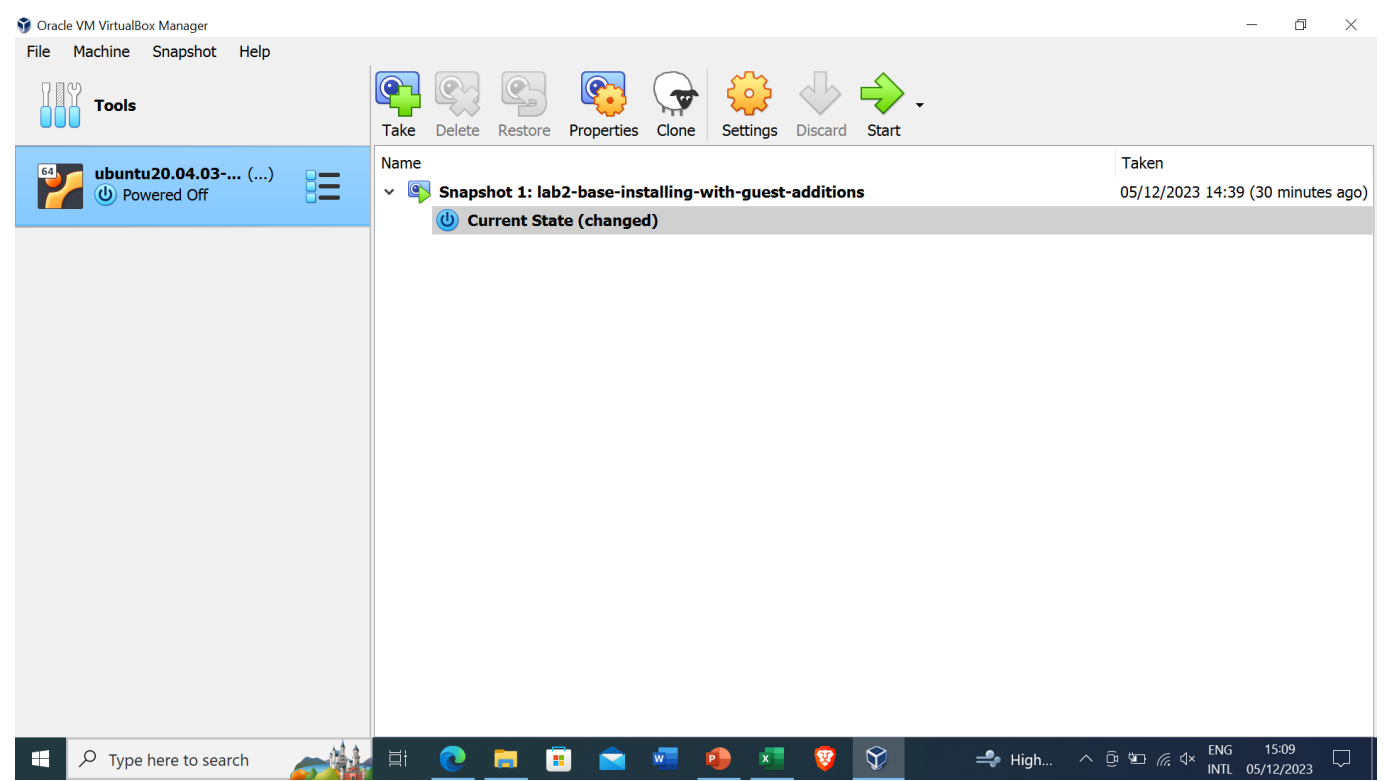 Oracle VM VirtualBox Manager
File Machine Snapshot Help
Tools
Take Delete Restore Properties Clone Settings Discard Start
64
ubuntu20.04.03-... (...)
Powered Off
Name Taken
Snapshot 1: lab2-base-installing-with-guest-additions 05/12/2023 14:39 (30 minutes ago)
Current State (changed)
Type here to search
High...
ENG
INTL
15:09
05/12/2023